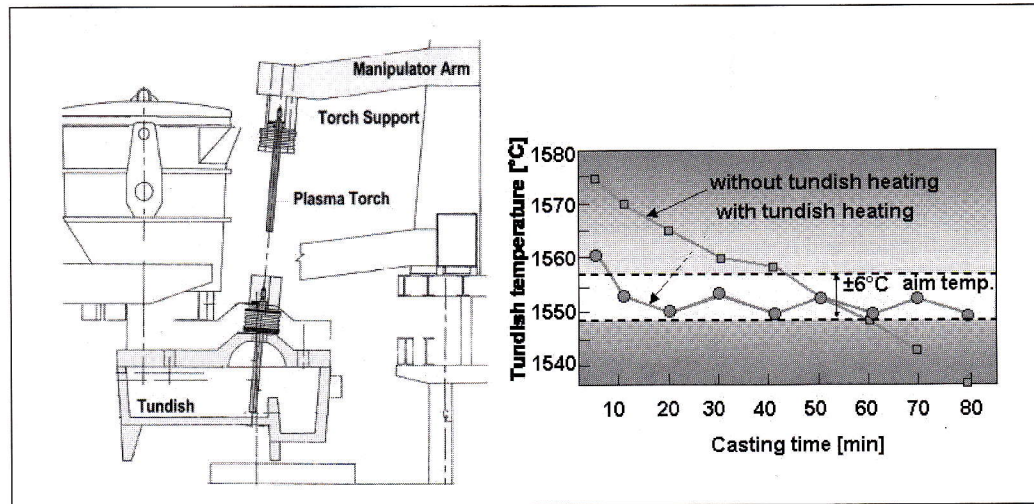 Manipulator Arm
Torch Support
Plasma Torch
Tundish
Tundish temperature [°C]
1580
1570
1560
1550
1540
without tundish heating
with tundish heating
±6°C aim temp.
10 20 30 40 50 60 70 80
Casting time [min]